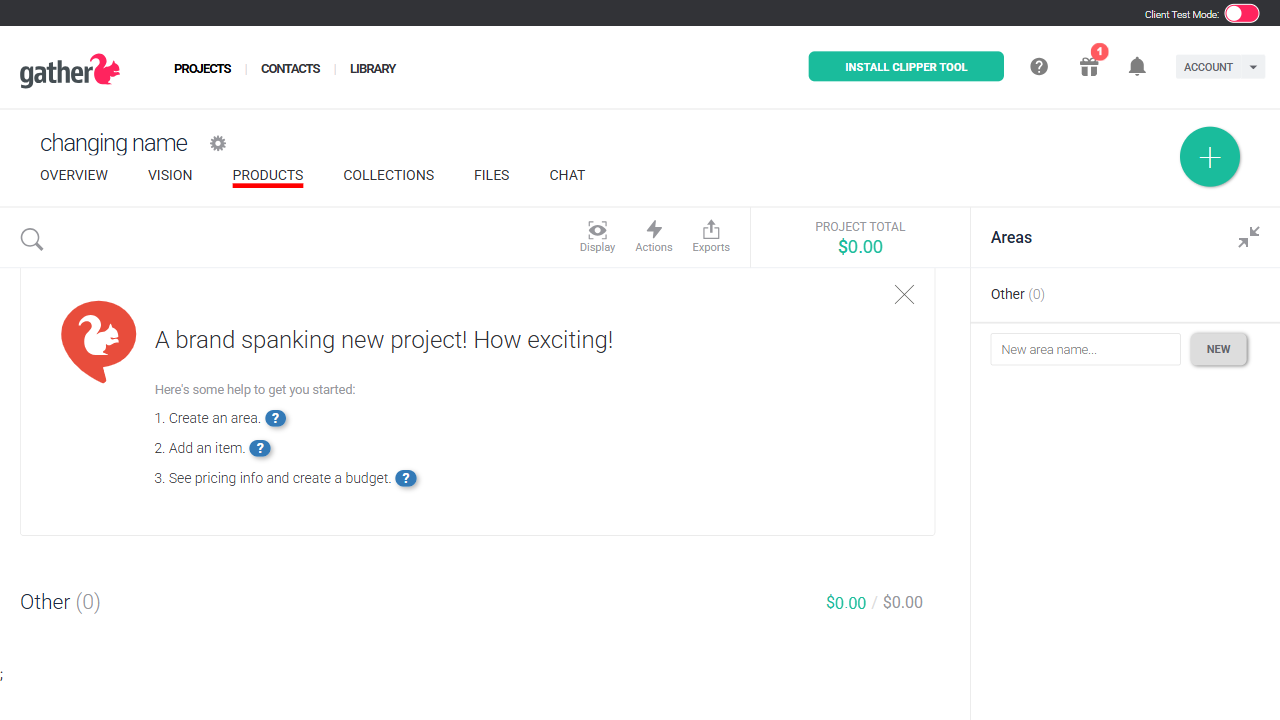 Client Test Mode:
gather
PROJECTS
CONTACTS
LIBRARY
INSTALL CLIPPER TOOL
?
1
ACCOUNT
changing name
OVERVIEW
VISION
PRODUCTS
COLLECTIONS
FILES
CHAT
Display
Actions
Exports
PROJECT TOTAL
$0.00
Areas
Other (0)
New area name...
NEW
A brand spanking new project! How exciting!
Here's some help to get you started:
1. Create an area. ?
2. Add an item. ?
3. See pricing info and create a budget. ?
Other (0)
$0.00 / $0.00
;